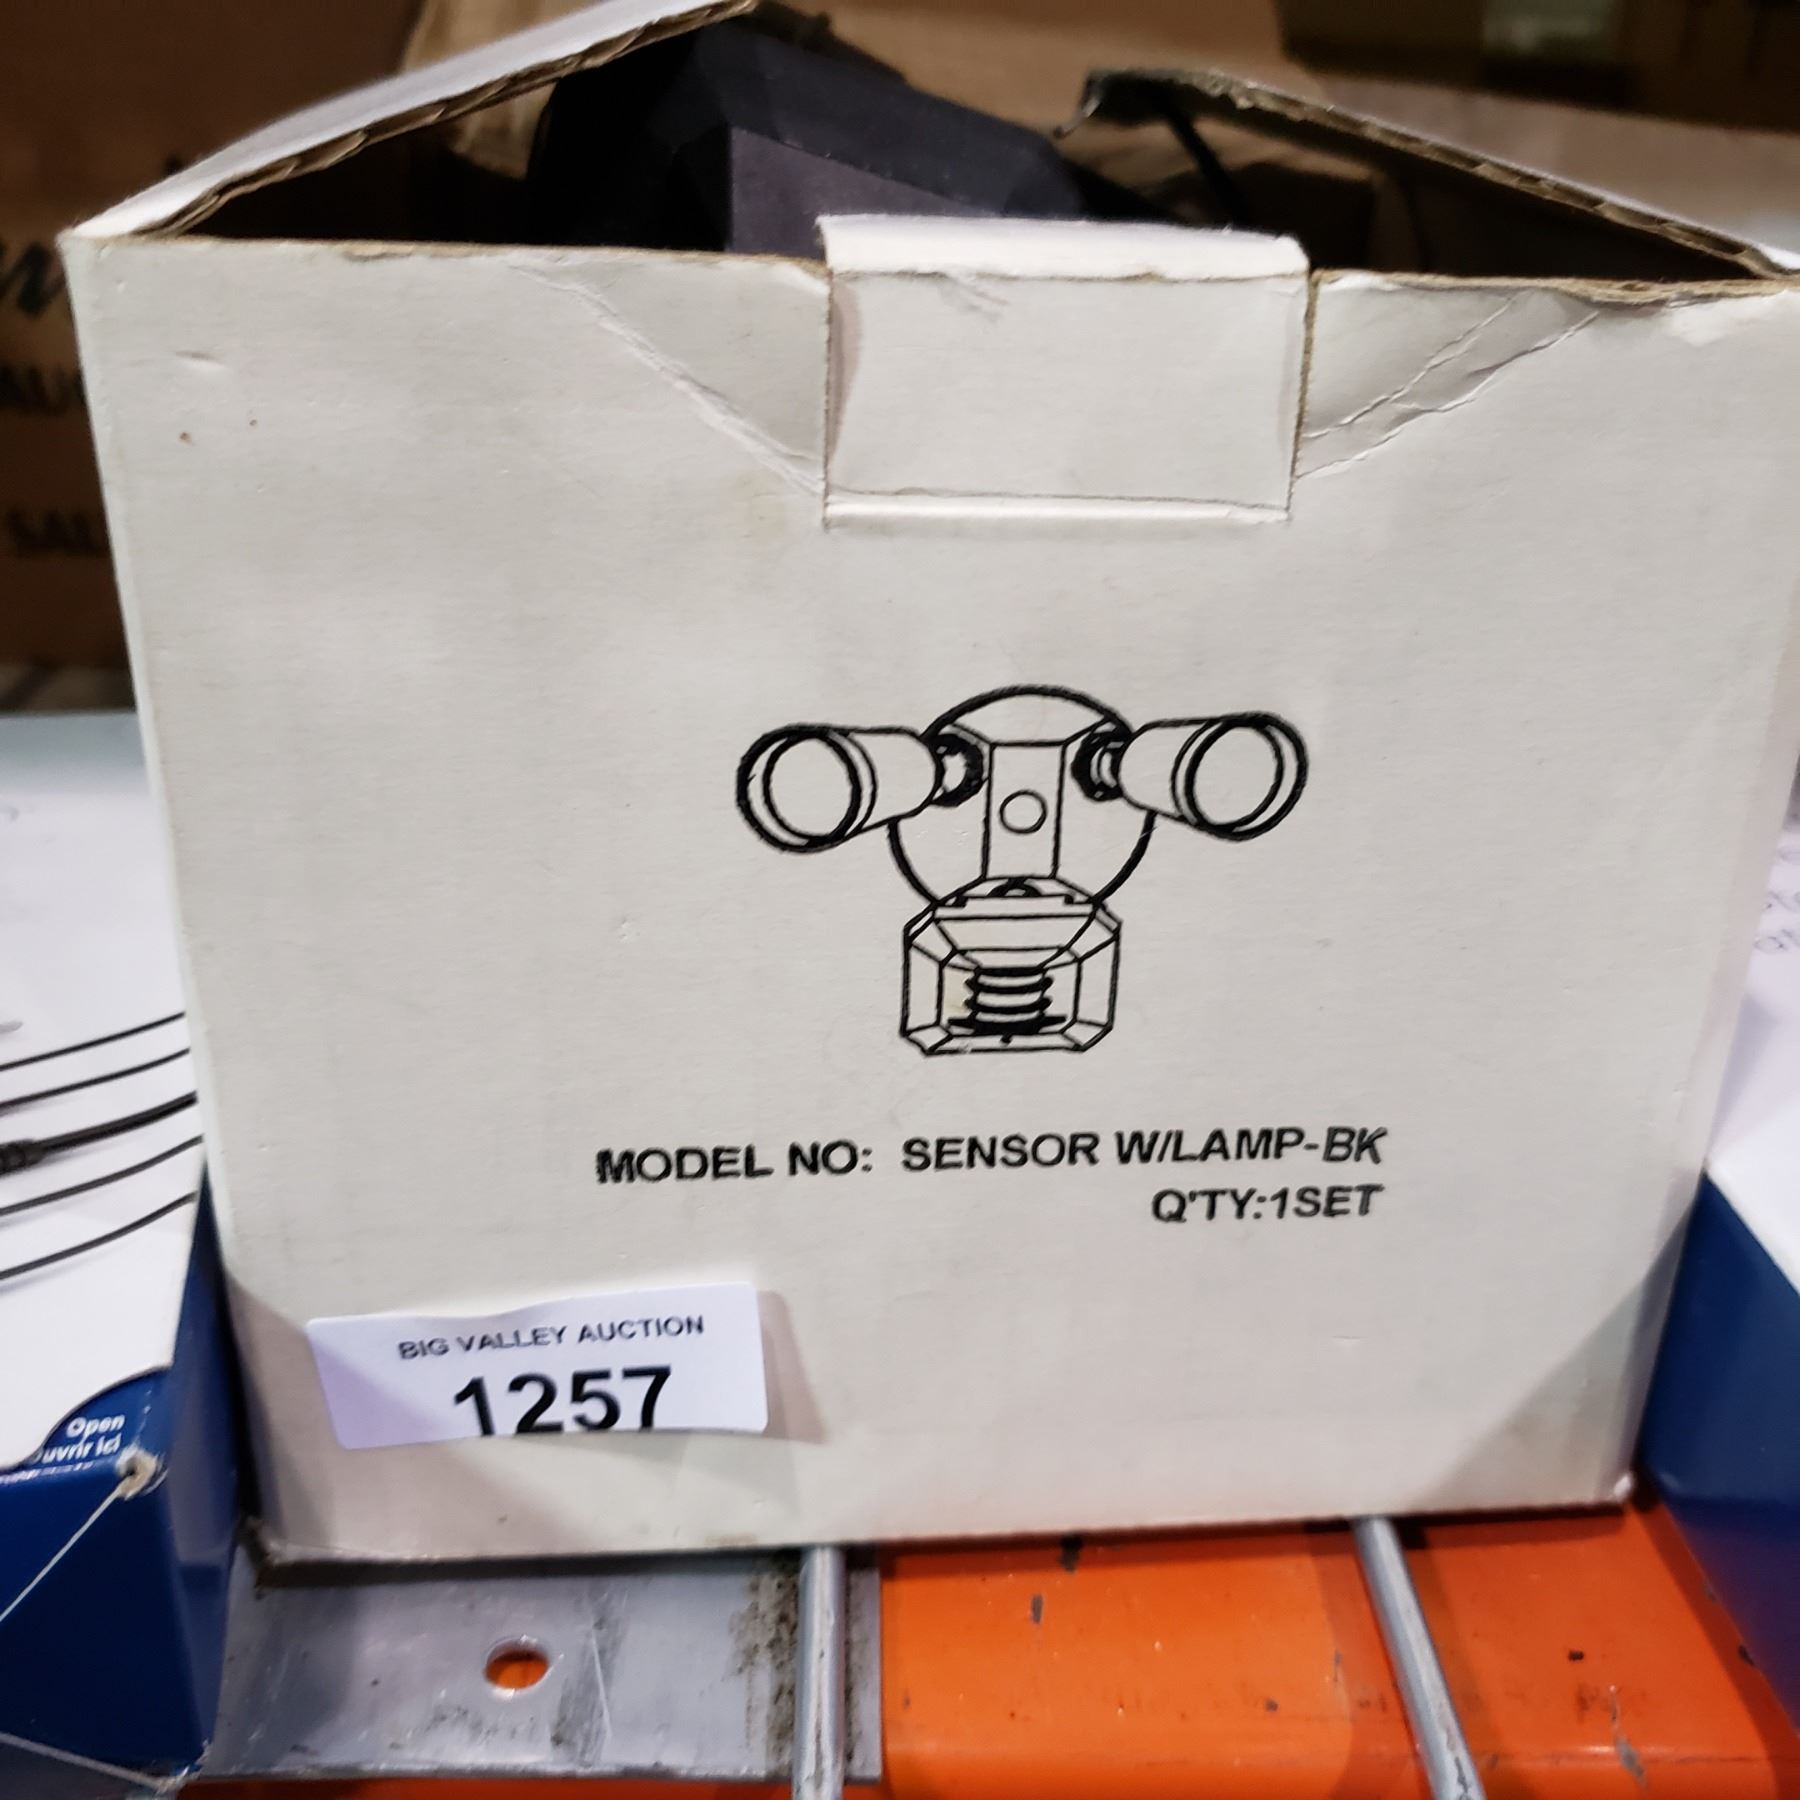 MODEL NO: SENSOR W/LAMP-BK
Q'TY:1SET
BIG VALLEY AUCTION
1257
Open